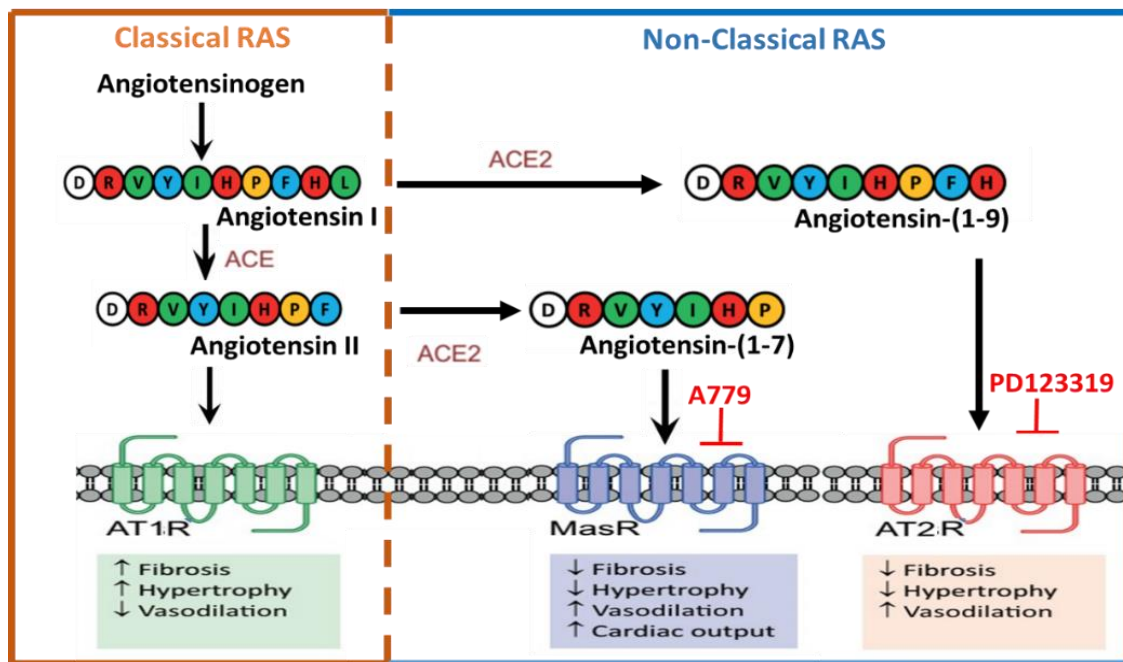 Classical RAS
Non-Classical RAS
Angiotensinogen
D R V Y I H P F H L
Angiotensin I
ACE2
D R V Y I H P F H
Angiotensin-(1-9)
ACE
D R V Y I H P F
Angiotensin II
ACE2
D R V Y I H P
Angiotensin-(1-7)
A779
PD123319
AT1R
MasR
AT2R
↑ Fibrosis
↑ Hypertrophy
↓ Vasodilation
↓ Fibrosis
↓ Hypertrophy
↑ Vasodilation
↑ Cardiac output
↓ Fibrosis
↓ Hypertrophy
↑ Vasodilation